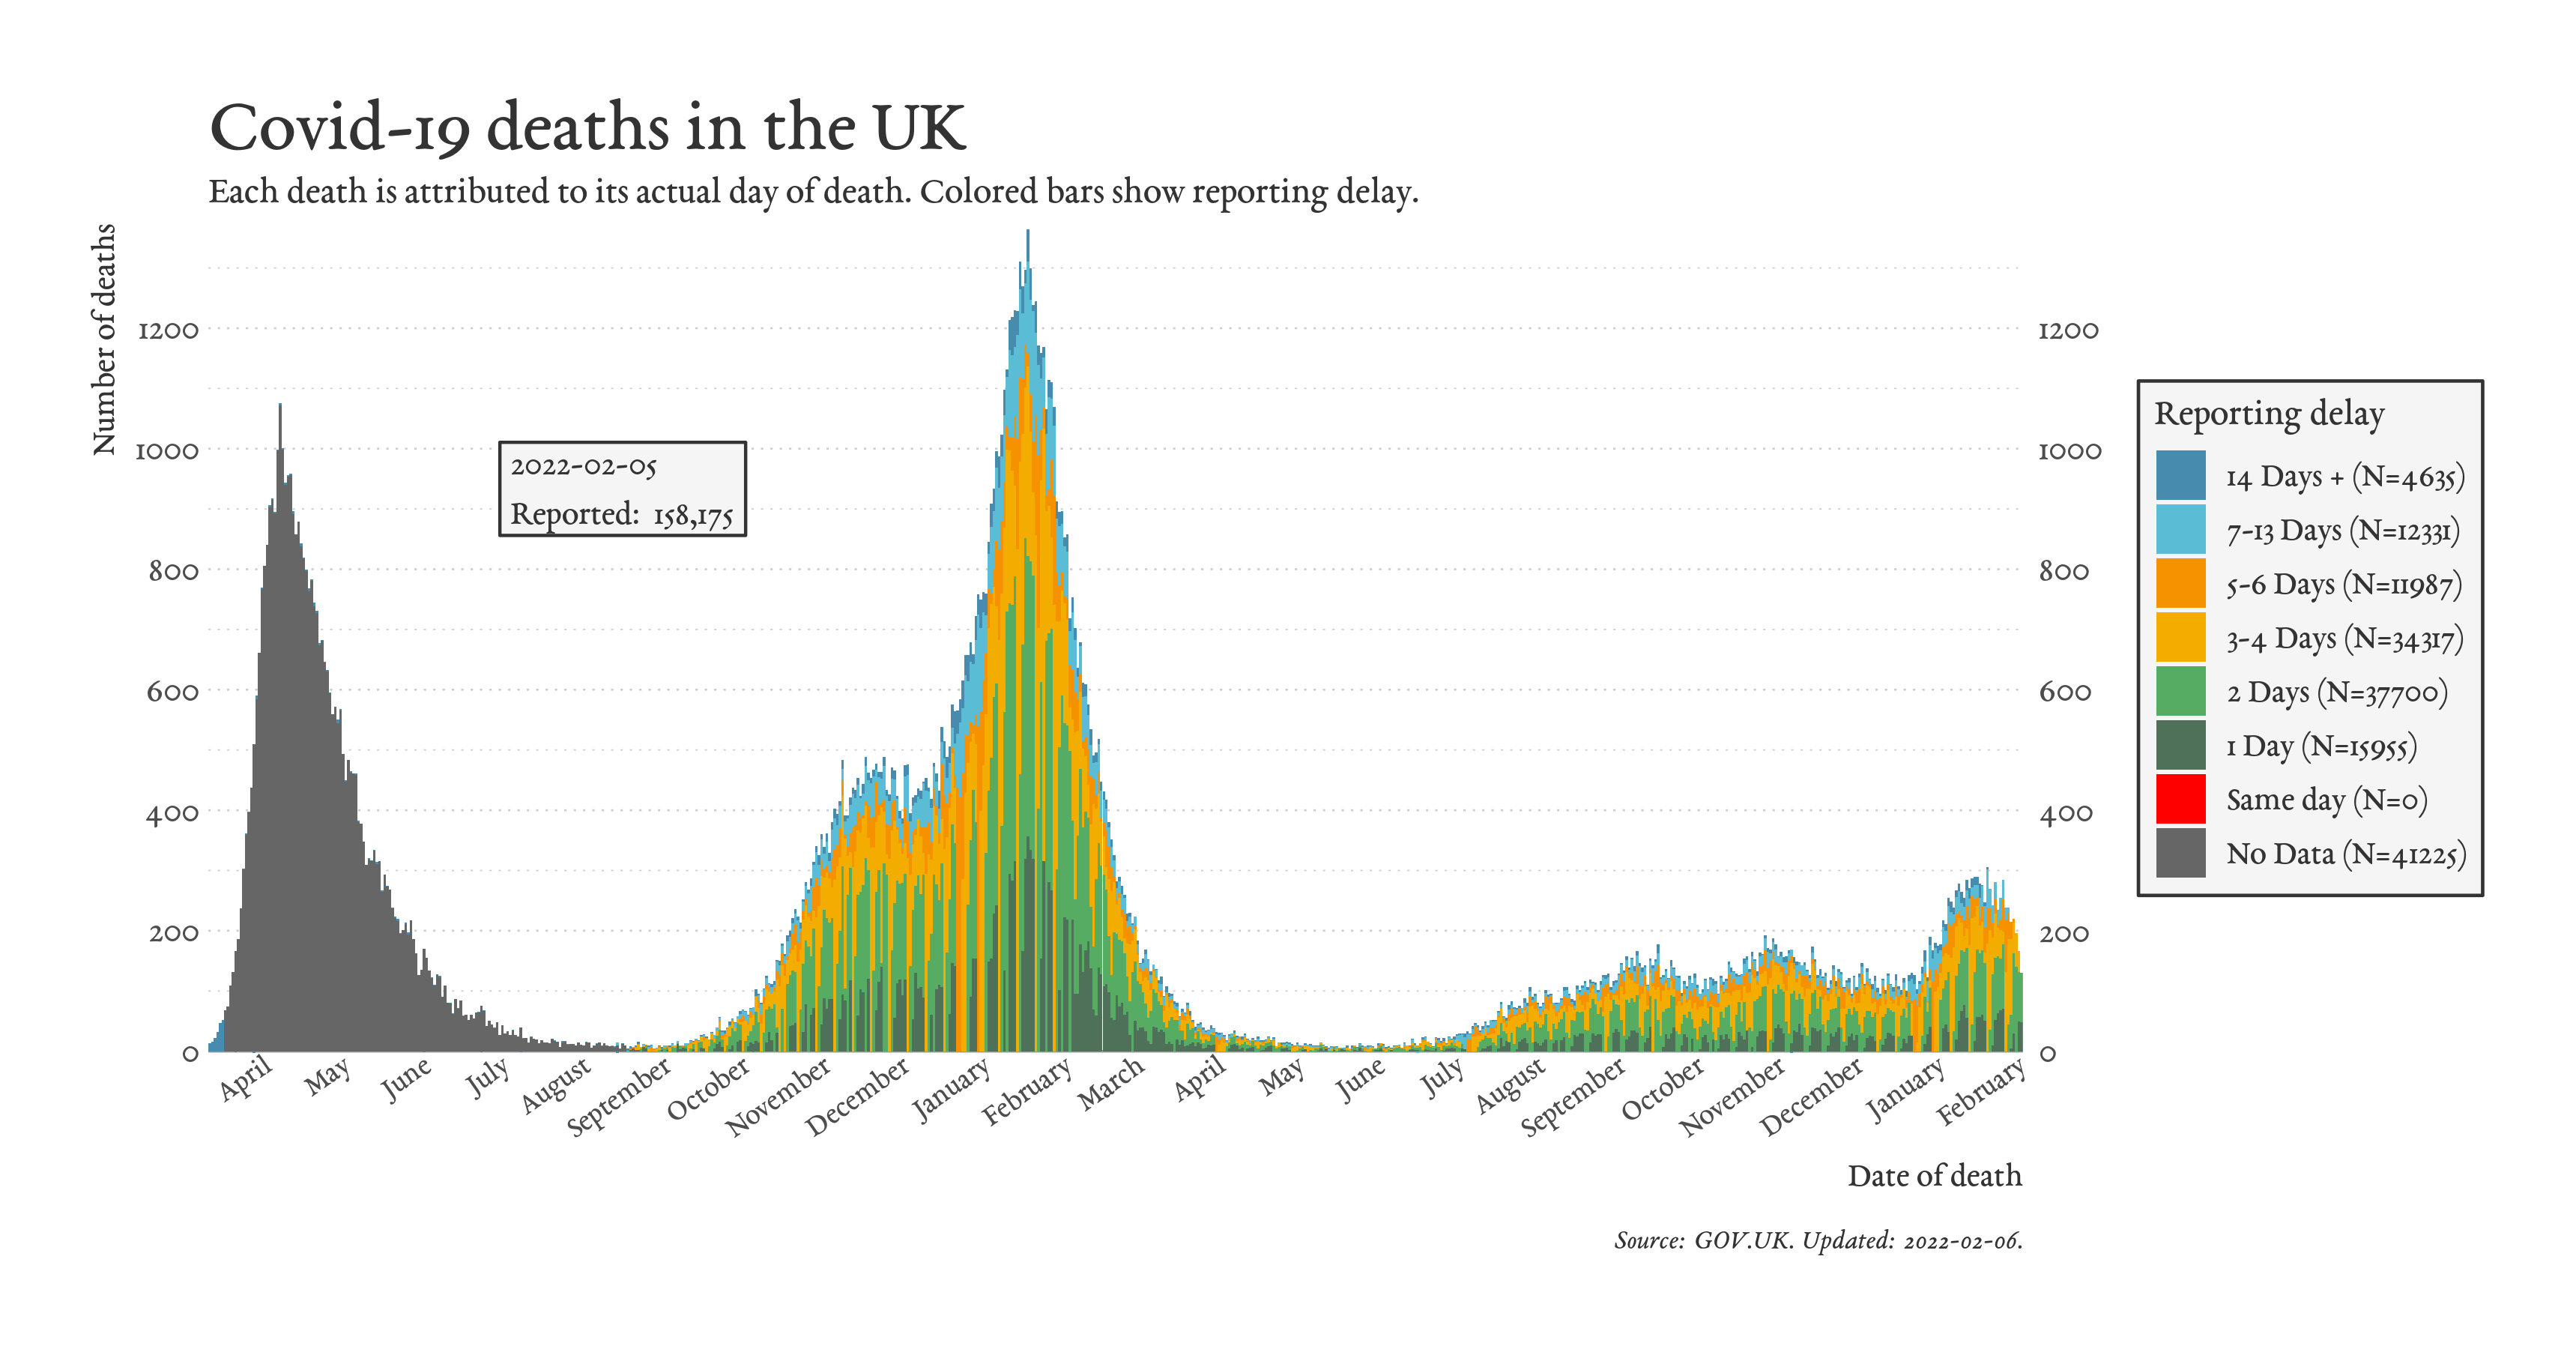 Covid-19 deaths in the UK
Each death is attributed to its actual day of death. Colored bars show reporting delay.
Number of deaths
1200
1000
800
600
400
200
0
2022-02-05
Reported: 158,175
1200
1000
800
600
400
200
0
Reporting delay
14 Days + (N=4635)
7-13 Days (N=12331)
5-6 Days (N=11987)
3-4 Days (N=34317)
2 Days (N=37700)
1 Day (N=15955)
Same day (N=0)
No Data (N=41225)
April
May
June
July
August
September
October
November
December
January
February
March
April
May
June
July
August
September
October
November
December
January
February
Date of death
Source: GOV.UK. Updated: 2022-02-06.